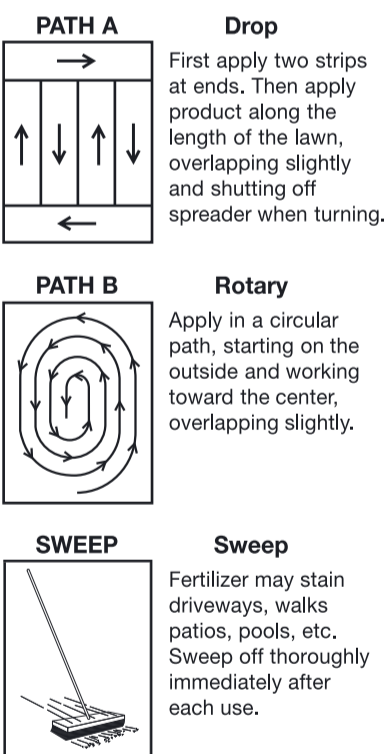 PATH A
Drop
First apply two strips
at ends. Then apply
product along the
length of the lawn,
overlapping slightly
and shutting off
spreader when turning.
PATH B
Rotary
Apply in a circular
path, starting on the
outside and working
toward the center,
overlapping slightly.
SWEEP
Sweep
Fertilizer may stain
driveways, walks
patios, pools, etc.
Sweep off thoroughly
immediately after
each use.